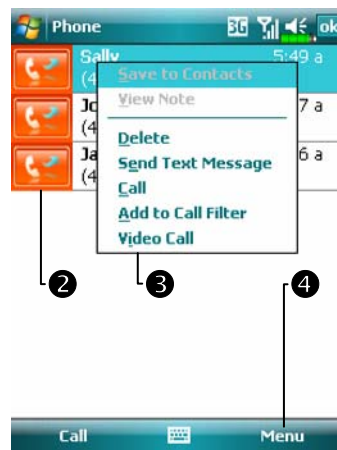 Phone 3G ok
Sally 5:49 a
(4
Save to Contacts
View Note
Jo 7 a
(4
Delete
Send Text Message
Ja 6 a
(4
Call
Add to Call Filter
Video Call
2 3 4
Call Menu